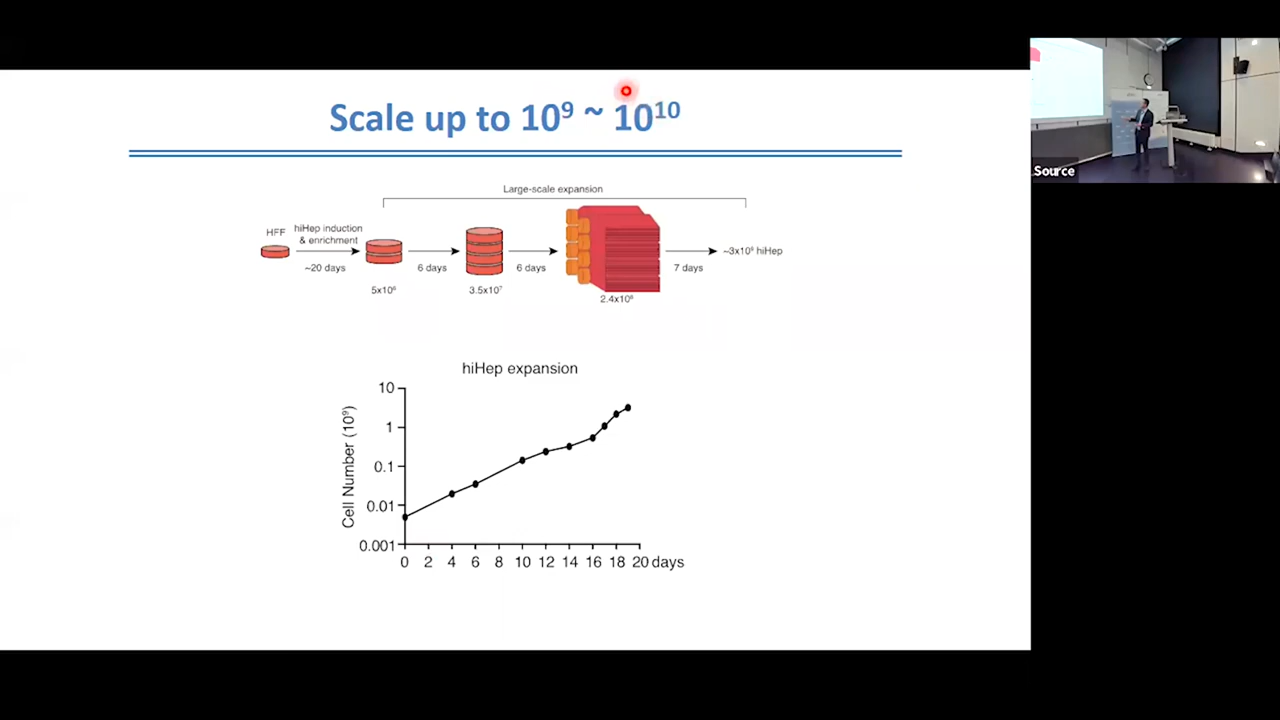 Scale up to 10⁹ ~ 10¹⁰
Large-scale expansion
HFF
hiHep induction
& enrichment
~20 days
6 days
6 days
7 days
~3x10⁹ hiHep
5x10⁶
3.5x10⁷
2.4x10⁸
hiHep expansion
Cell Number (10⁹)
10
1
0.1
0.01
0.001
0 2 4 6 8 10 12 14 16 18 20 days
Source